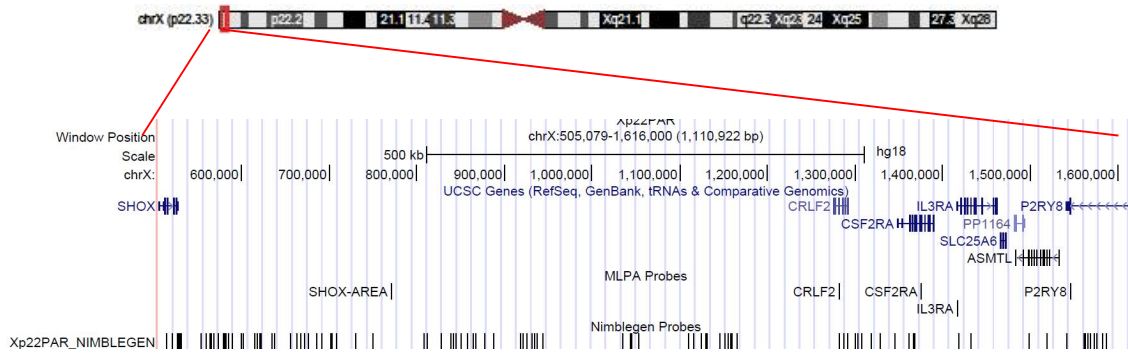 chrX (p22.33) p22.2 21.1 11.4 11.3 Xq21.1 q22.3 Xq23 24 Xq25 27.3 Xq28
Xp22PAR
Window Position chrX:505,079-1,616,000 (1,110,922 bp)
Scale 500 kb hg18
chrX: 600,000 700,000 800,000 900,000 1,000,000 1,100,000 1,200,000 1,300,000 1,400,000 1,500,000 1,600,000
UCSC Genes (RefSeq, GenBank, tRNAs & Comparative Genomics)
SHOX CRLF2 IL3RA P2RY8
CSF2RA PP1164
SLC25A6
ASMTL
MLPA Probes
SHOX-AREA CRLF2 CSF2RA P2RY8
IL3RA
Nimblegen Probes
Xp22PAR_NIMBLEGEN